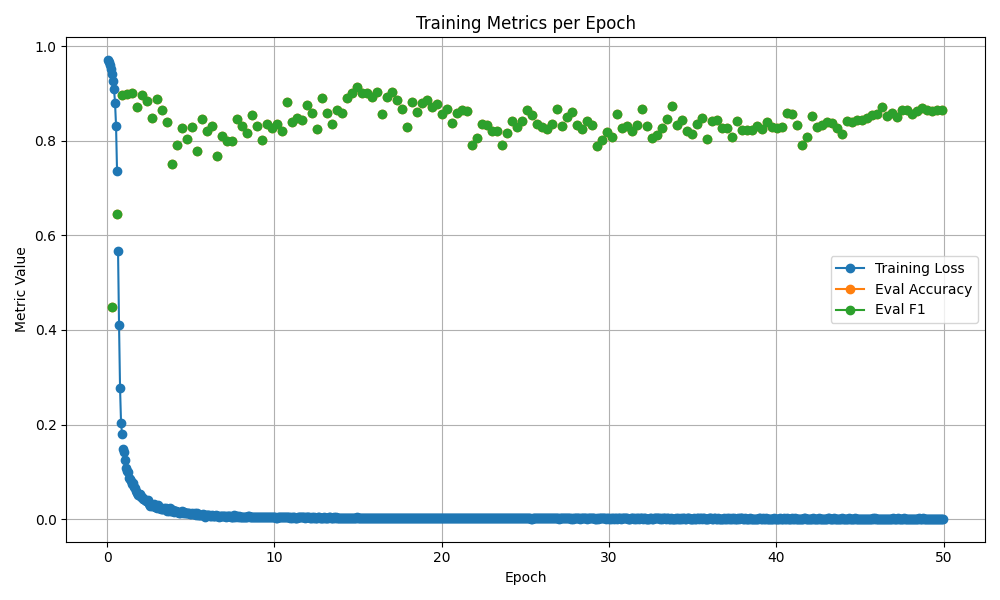 Training Metrics per Epoch
1.0
0.8
0.6
0.4
0.2
0.0
Metric Value
Training Loss
Eval Accuracy
Eval F1
0 10 20 30 40 50
Epoch